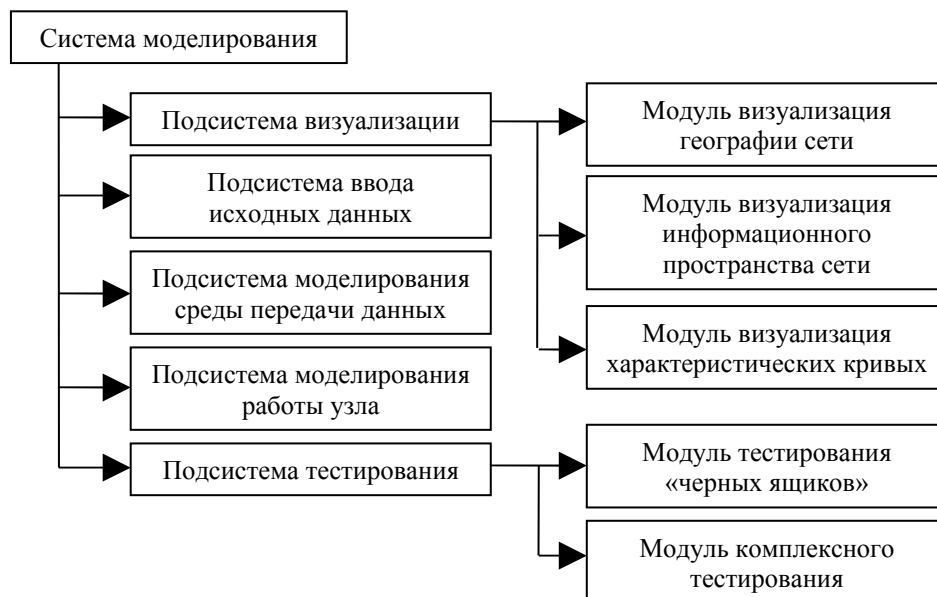 Система моделирования
Подсистема визуализации
Подсистема ввода
исходных данных
Подсистема моделирования
среды передачи данных
Подсистема моделирования
работы узла
Подсистема тестирования
Модуль визуализация
географии сети
Модуль визуализация
информационного
пространства сети
Модуль визуализация
характеристических кривых
Модуль тестирования
«черных ящиков»
Модуль комплексного
тестирования